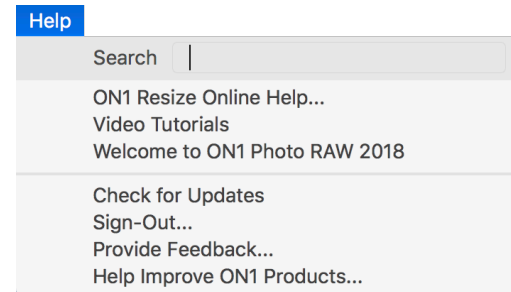 Help
Search
ON1 Resize Online Help...
Video Tutorials
Welcome to ON1 Photo RAW 2018
Check for Updates
Sign-Out...
Provide Feedback...
Help Improve ON1 Products...